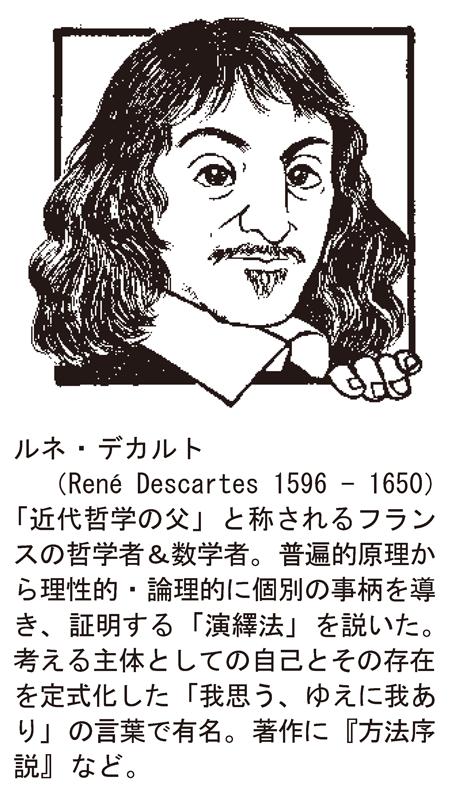 ルネ・デカルト
（René Descartes 1596 − 1650）
「近代哲学の父」と称されるフラン
スの哲学者＆数学者。普遍的原理か
ら理性的・論理的に個別の事柄を導
き、証明する「演繹法」を説いた。
考える主体としての自己とその存在
を定式化した「我思う、ゆえに我あ
り」の言葉で有名。著作に『方法序
説』など。